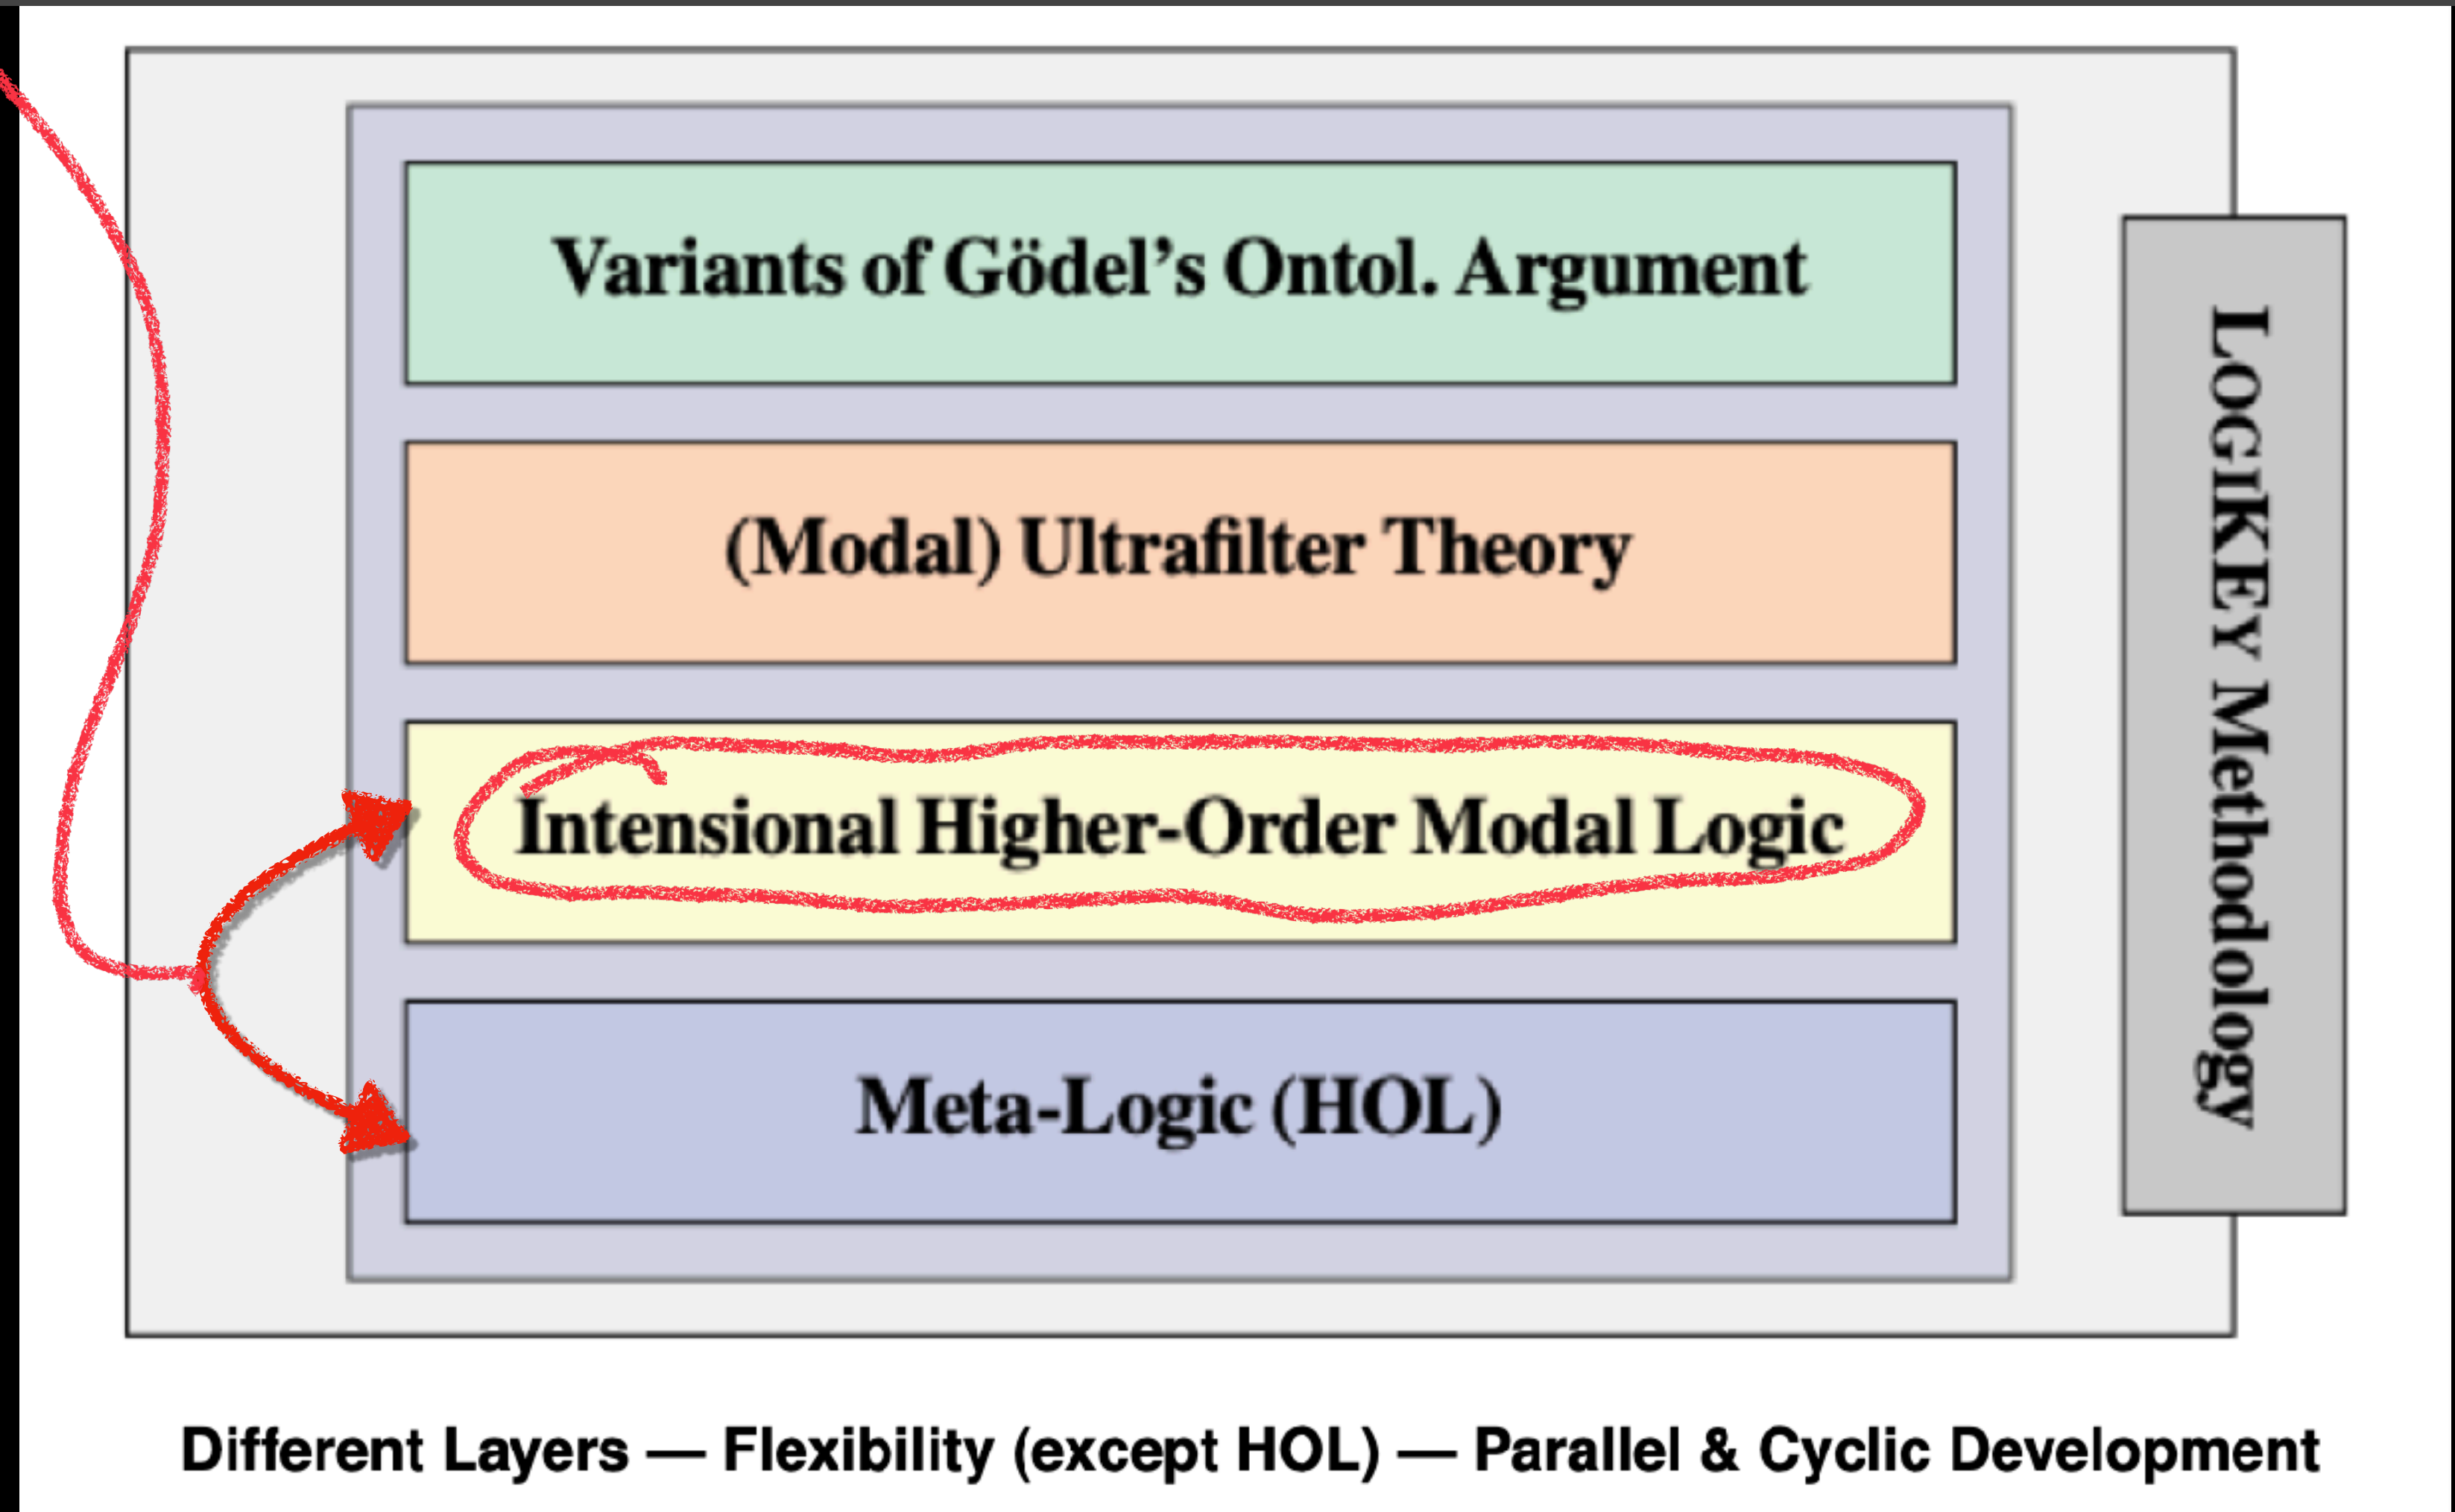 Variants of Gödel’s Ontol. Argument
(Modal) Ultrafilter Theory
Intensional Higher-Order Modal Logic
Meta-Logic (HOL)
LOGIKEY Methodology
Different Layers — Flexibility (except HOL) — Parallel & Cyclic Development